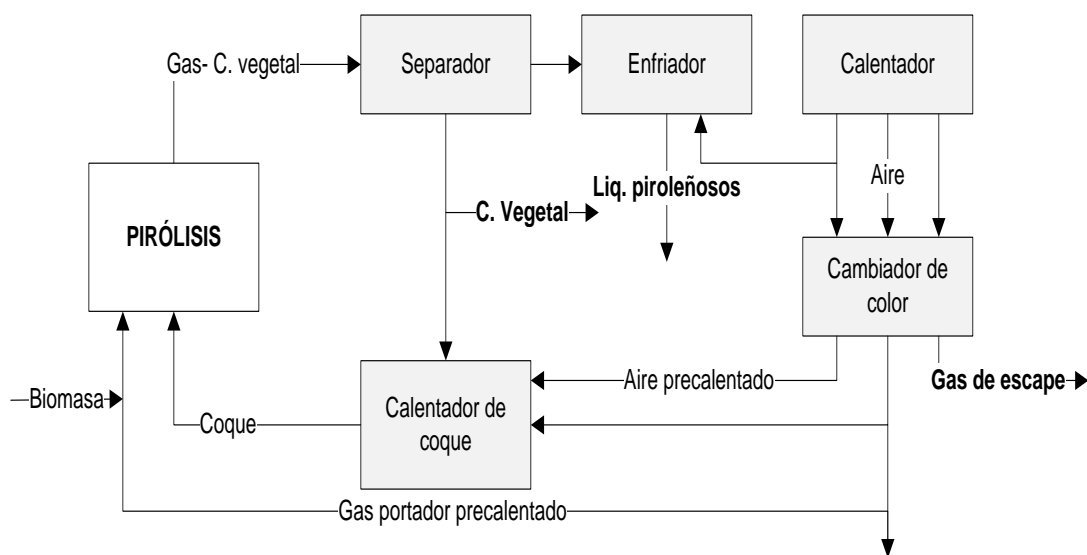 Gas- C. vegetal
Separador
Enfriador
Calentador
Aire
Liq. piroleñosos
C. Vegetal
PIRÓLISIS
Cambiador de
color
Aire precalentado
Gas de escape
Biomasa
Coque
Calentador de
coque
Gas portador precalentado